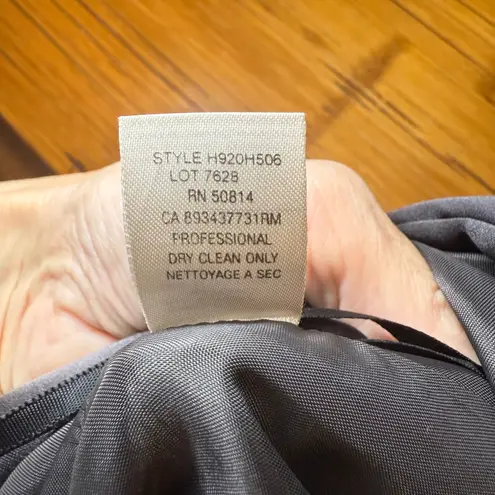 STYLE H920H506
LOT 7628
RN 50814
CA 893437731RM
PROFESSIONAL
DRY CLEAN ONLY
NETTOYAGE A SEC